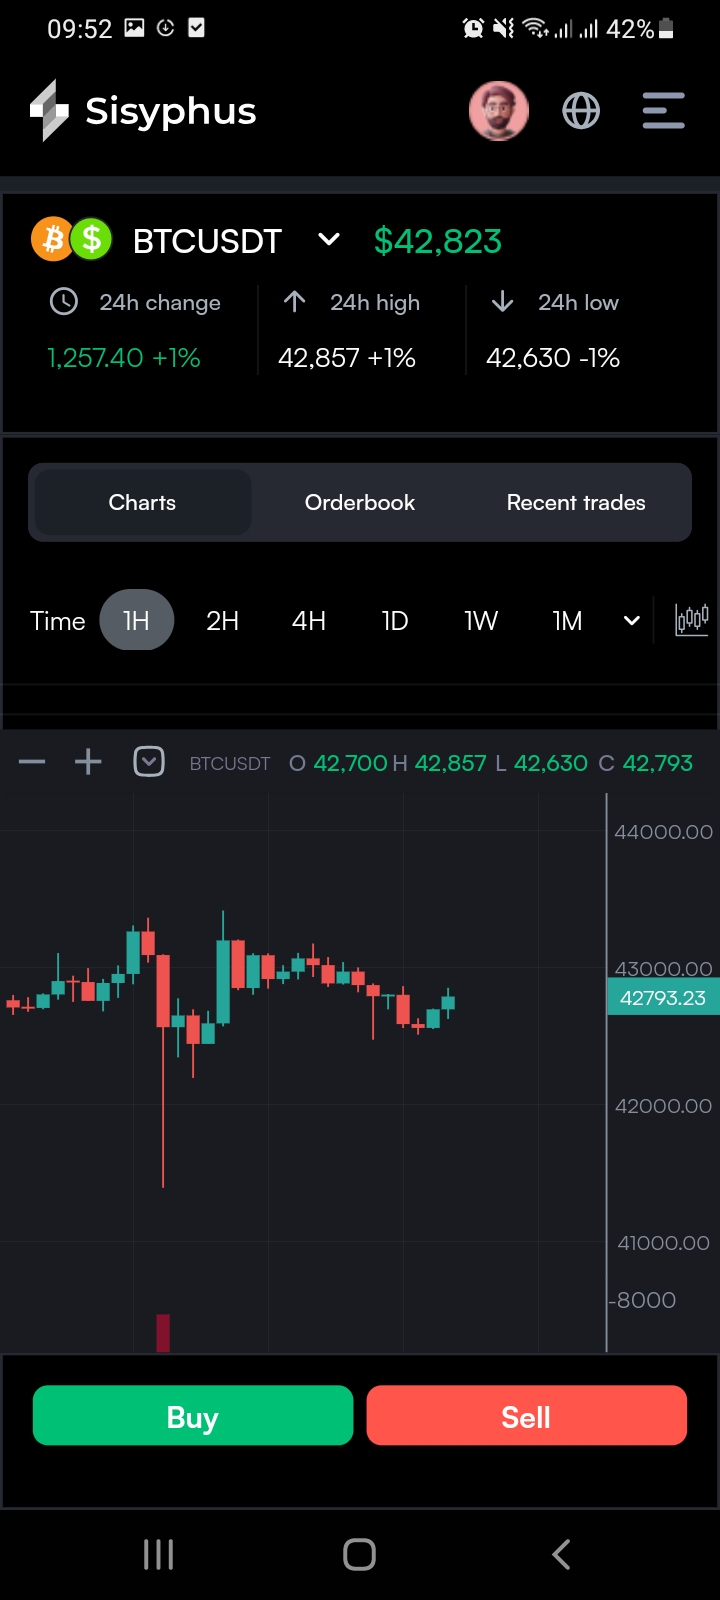 09:52 42%
Sisyphus
BTCUSDT $42,823
24h change 24h high 24h low
1,257.40 +1% 42,857 +1% 42,630 -1%
Charts Orderbook Recent trades
Time 1H 2H 4H 1D 1W 1M
BTCUSDT O 42,700 H 42,857 L 42,630 C 42,793
44000.00
43000.00
42793.23
42000.00
41000.00
-8000
Buy Sell